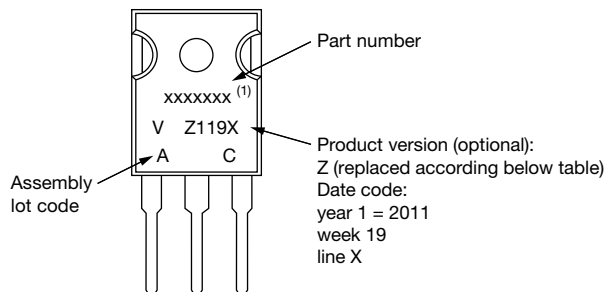 Part number
xxxxxxx (1)
V Z119X
A C
Assembly
lot code
Product version (optional):
Z (replaced according below table)
Date code:
year 1 = 2011
week 19
line X